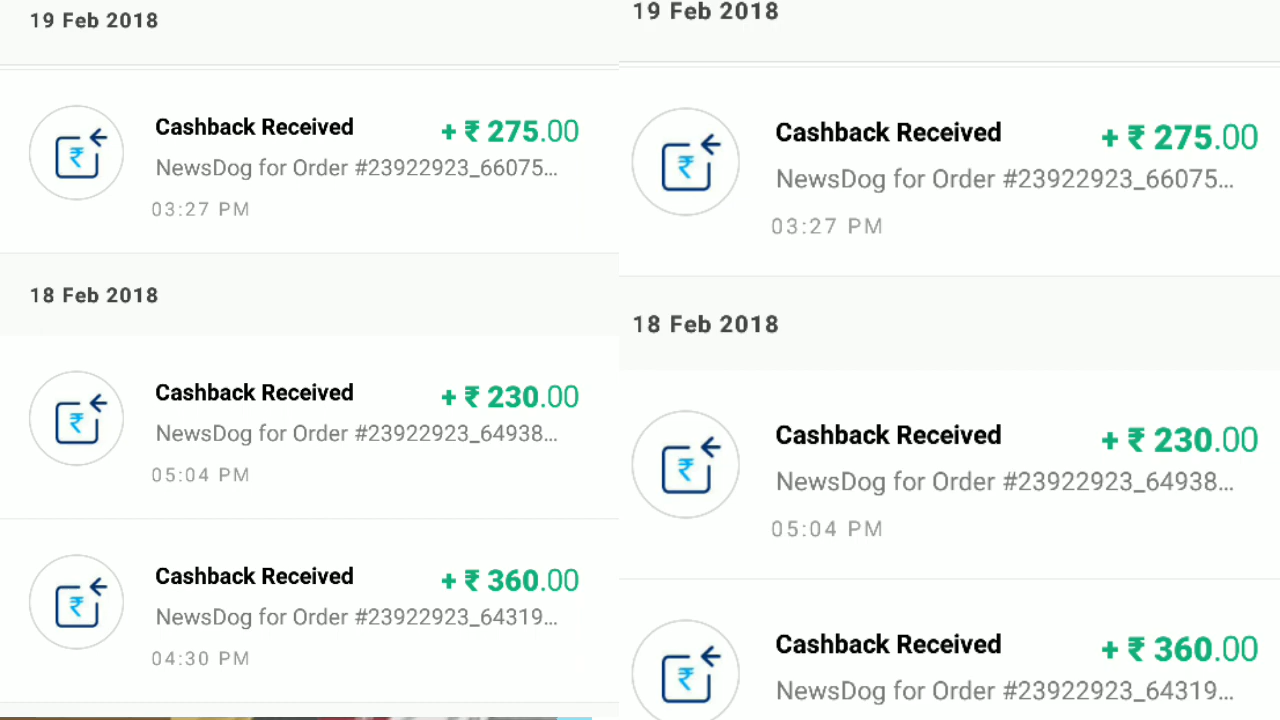 19 Feb 2018
Cashback Received
+ ₹ 275.00
NewsDog for Order #23922923_66075...
03:27 PM
18 Feb 2018
Cashback Received
+ ₹ 230.00
NewsDog for Order #23922923_64938...
05:04 PM
Cashback Received
+ ₹ 360.00
NewsDog for Order #23922923_64319...
04:30 PM
19 Feb 2018
Cashback Received
+ ₹ 275.00
NewsDog for Order #23922923_66075...
03:27 PM
18 Feb 2018
Cashback Received
+ ₹ 230.00
NewsDog for Order #23922923_64938...
05:04 PM
Cashback Received
+ ₹ 360.00
NewsDog for Order #23922923_64319...